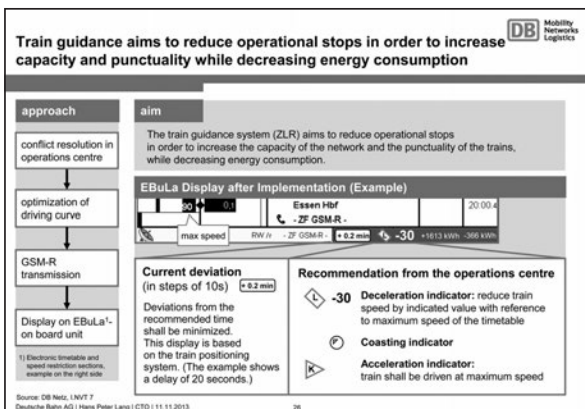 DB
Mobility
Networks
Logistics
Train guidance aims to reduce operational stops in order to increase
capacity and punctuality while decreasing energy consumption
approach
conflict resolution in
operations centre
optimization of
driving curve
GSM-R
transmission
Display on EBuLa¹-
on board unit
1) Electronic timetable and
speed restriction sections,
example on the right side
aim
The train guidance system (ZLR) aims to reduce operational stops
in order to increase the capacity of the network and the punctuality of the trains,
while decreasing energy consumption.
EBuLa Display after Implementation (Example)
90
0,1
Essen Hbf
20:00.4
- ZF GSM-R -
max speed
RW /v - ZF GSM-R - + 0.2 min -30 +1613 kWh -366 kWh
Current deviation
(in steps of 10s) + 0.2 min
Deviations from the
recommended time
shall be minimized.
This display is based
on the train positioning
system. (The example shows
a delay of 20 seconds.)
Recommendation from the operations centre
L -30 Deceleration indicator: reduce train
speed by indicated value with reference
to maximum speed of the timetable
Coasting indicator
K Acceleration indicator:
train shall be driven at maximum speed
Source: DB Netz, I.NVT 7
Deutsche Bahn AG | Hans Peter Lang | CTO | 11.11.2013
26